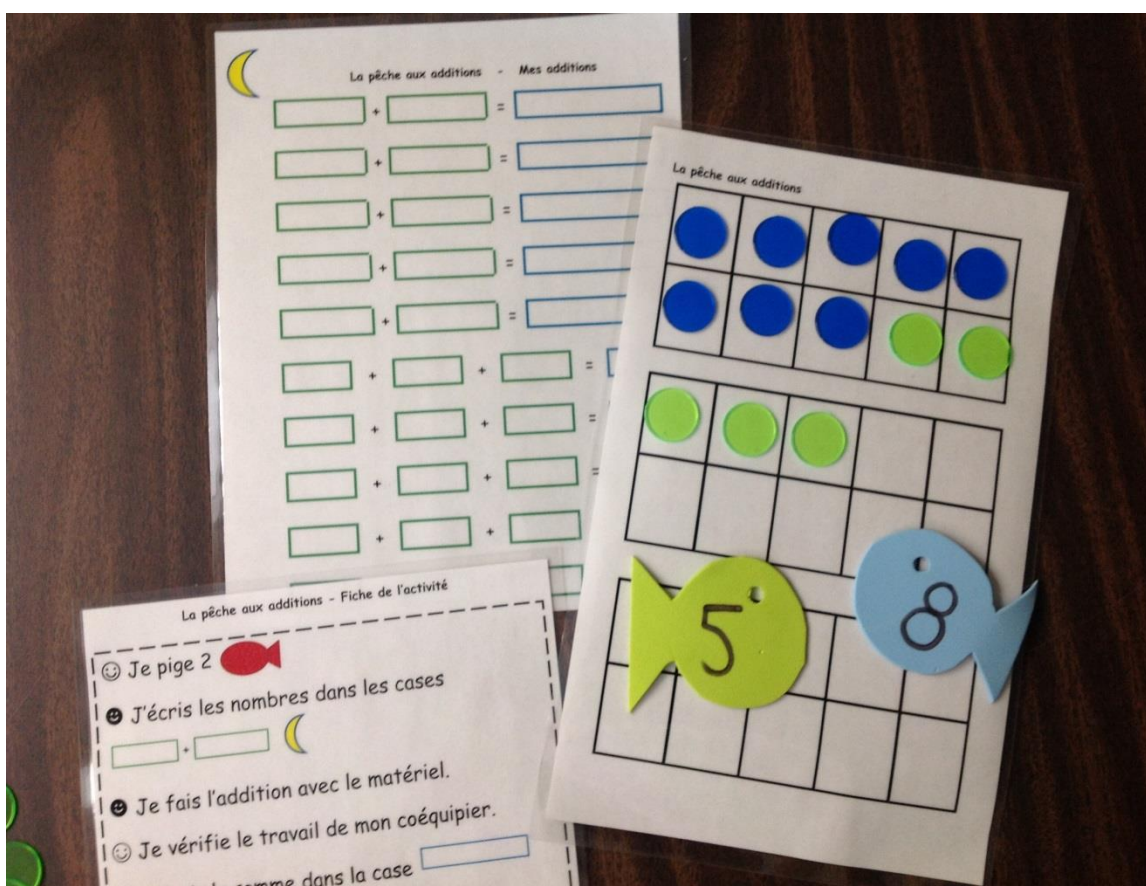 La pêche aux additions - Mes additions
+ =
+ =
+ =
+ =
+ =
+ + =
+ + =
+ + =
+ +
La pêche aux additions
5
8
La pêche aux additions - Fiche de l'activité
Je pige 2
J'écris les nombres dans les cases
+
Je fais l'addition avec le matériel.
Je vérifie le travail de mon coéquipier.
dans la case